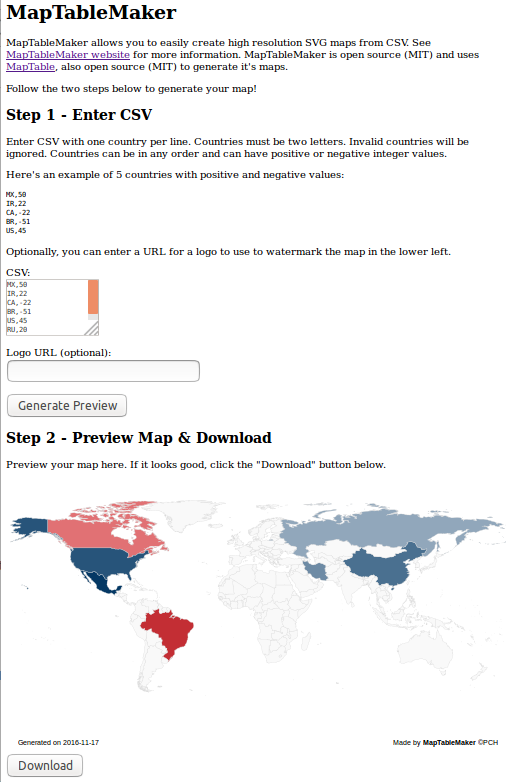 MapTableMaker
MapTableMaker allows you to easily create high resolution SVG maps from CSV. See
MapTableMaker website for more information. MapTableMaker is open source (MIT) and uses
MapTable, also open source (MIT) to generate it's maps.
Follow the two steps below to generate your map!
Step 1 - Enter CSV
Enter CSV with one country per line. Countries must be two letters. Invalid countries will be
ignored. Countries can be in any order and can have positive or negative integer values.
Here's an example of 5 countries with positive and negative values:
MX,50
IR,22
CA,-22
BR,-51
US,45
Optionally, you can enter a URL for a logo to use to watermark the map in the lower left.
CSV:
MX,50
IR,22
CA,-22
BR,-51
US,45
RU,20
Logo URL (optional):
Generate Preview
Step 2 - Preview Map & Download
Preview your map here. If it looks good, click the "Download" button below.
Generated on 2016-11-17
Made by MapTableMaker ©PCH
Download